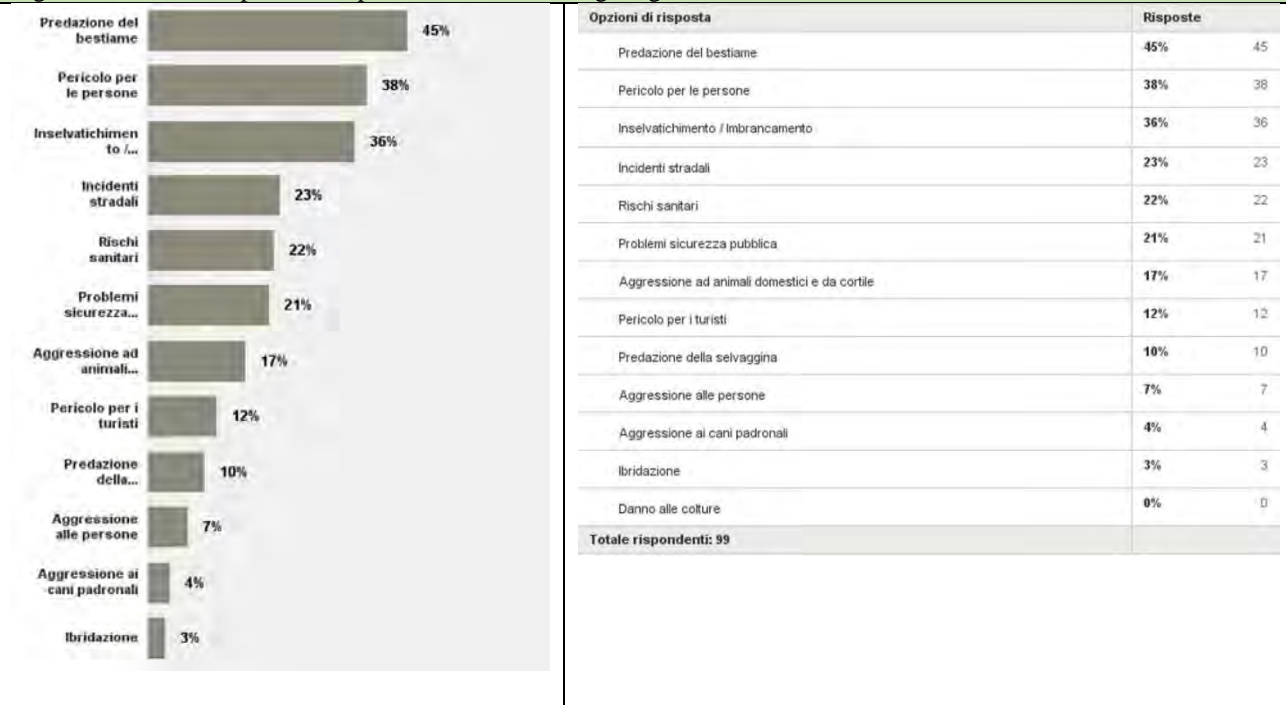 Predazione del
bestiame
45%
Pericolo per
le persone
38%
Inselvatichimen
to /...
36%
Incidenti
stradali
23%
Rischi
sanitari
22%
Problemi
sicurezza...
21%
Aggressione ad
animali...
17%
Pericolo per i
turisti
12%
Predazione
della...
10%
Aggressione
alle persone
7%
Aggressione ai
cani padronali
4%
Ibridazione
3%
Opzioni di risposta Risposte
Predazione del bestiame 45% 45
Pericolo per le persone 38% 38
Inselvatichimento / Imbrancamento 36% 36
Incidenti stradali 23% 23
Rischi sanitari 22% 22
Problemi sicurezza pubblica 21% 21
Aggressione ad animali domestici e da cortile 17% 17
Pericolo per i turisti 12% 12
Predazione della selvaggina 10% 10
Aggressione alle persone 7% 7
Aggressione ai cani padronali 4% 4
Ibridazione 3% 3
Danno alle colture 0% 0
Totale rispondenti: 99